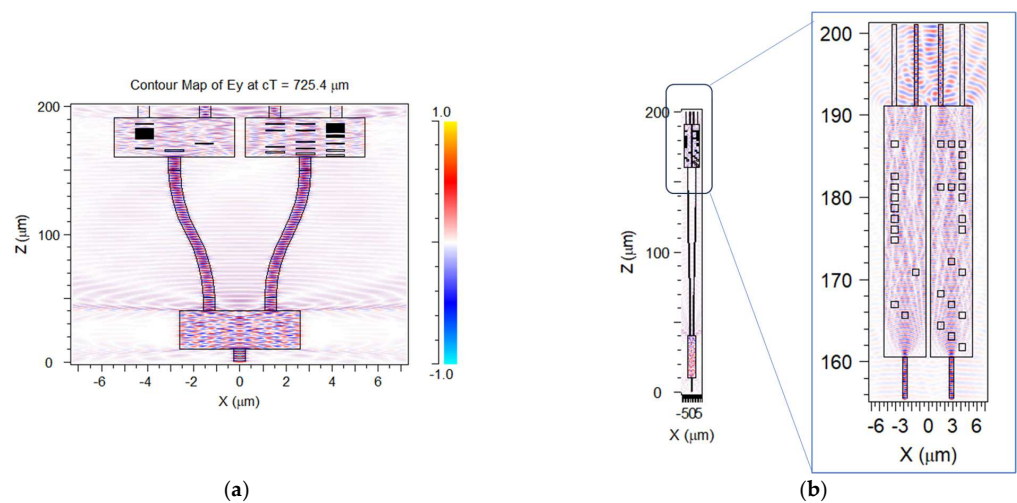 Contour Map of Ey at cT = 725.4 μm
200
100
0
Z (μm)
-6 -4 -2 0 2 4 6
X (μm)
1.0
-1.0
(a)
200
100
0
Z (μm)
-505
X (μm)
200
190
180
170
160
-6 -3 0 3 6
X (μm)
(b)